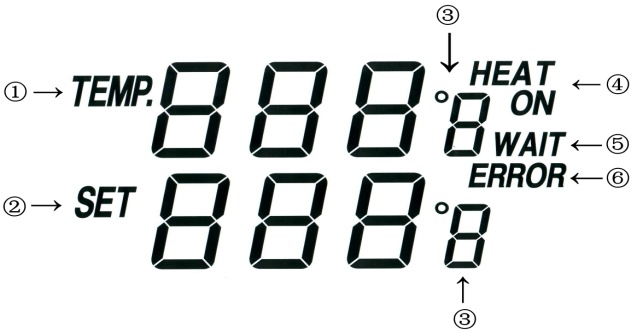 ③
① → TEMP. 888°8 HEAT ON ← ④
WAIT ← ⑤
ERROR ← ⑥
② → SET 888°8
③